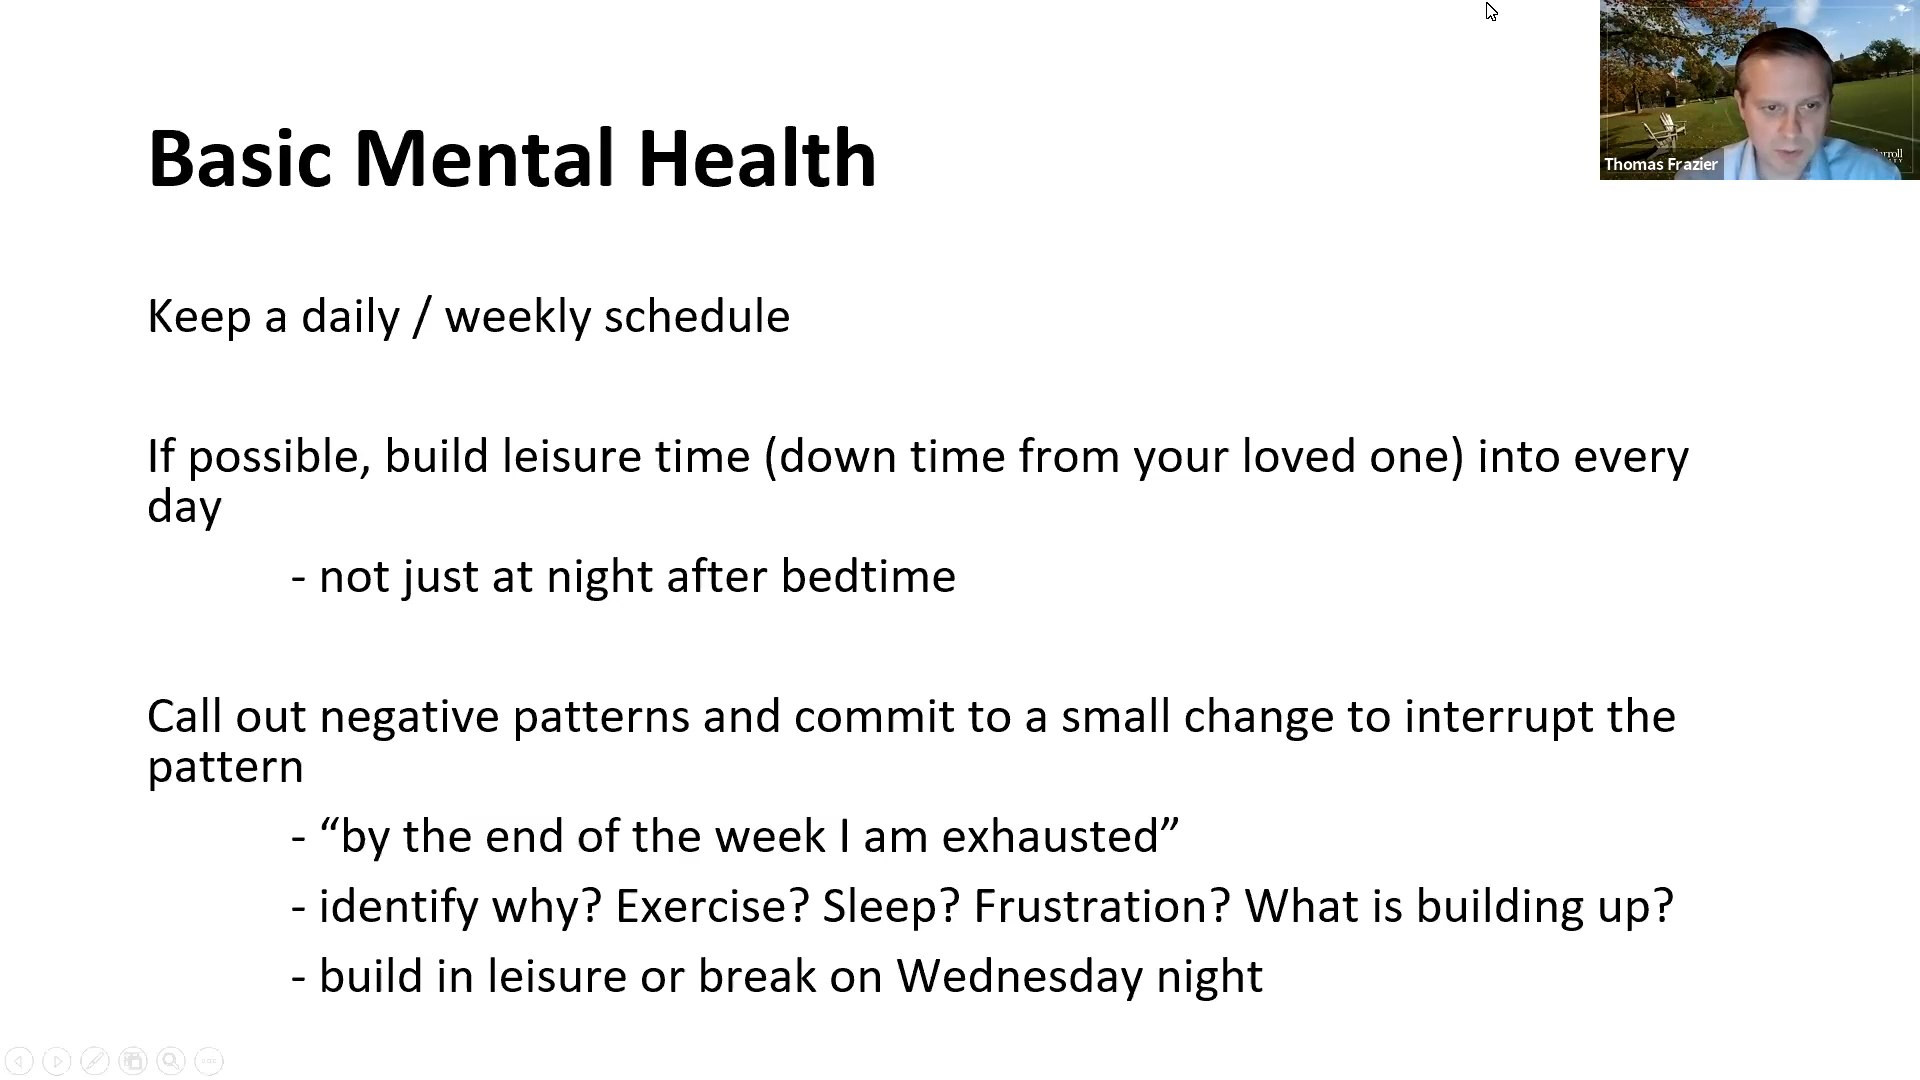 Basic Mental Health
Thomas Frazier
Keep a daily / weekly schedule
If possible, build leisure time (down time from your loved one) into every
day
- not just at night after bedtime
Call out negative patterns and commit to a small change to interrupt the
pattern
- “by the end of the week I am exhausted”
- identify why? Exercise? Sleep? Frustration? What is building up?
- build in leisure or break on Wednesday night